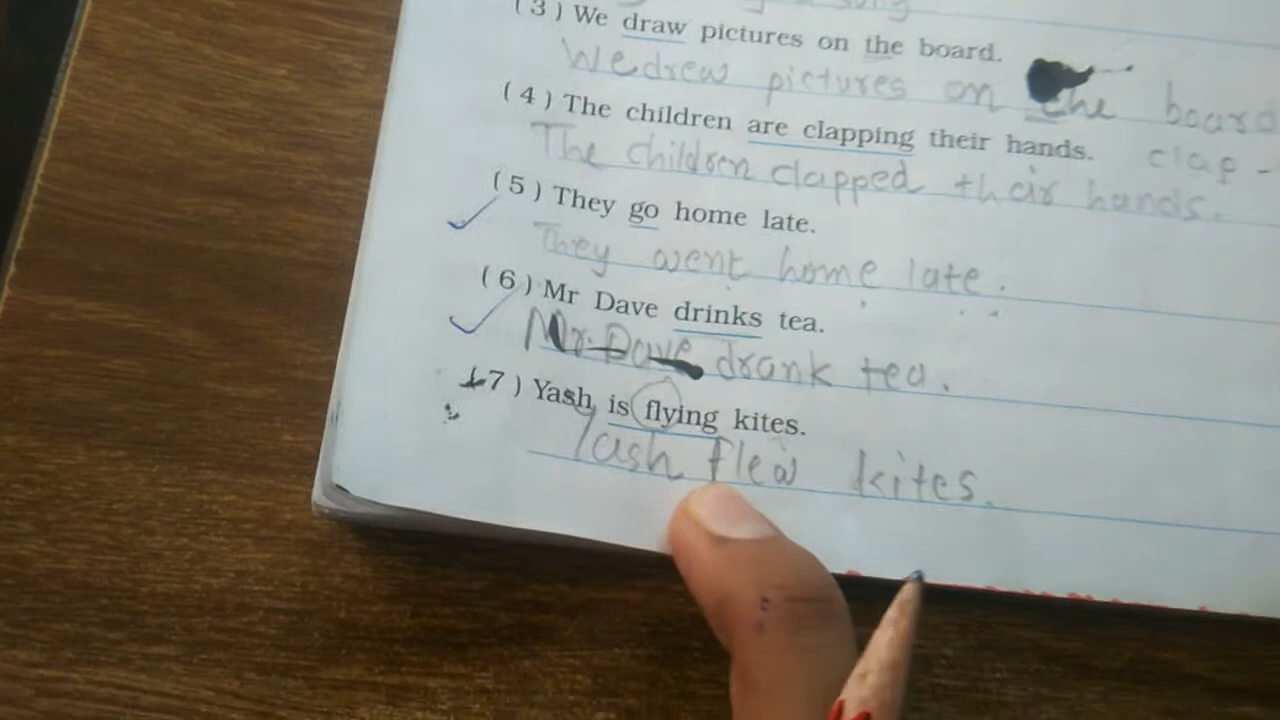 (3) We draw pictures on the board.
We drew pictures on the board
(4) The children are clapping their hands. clap-
The children clapped their hands.
(5) They go home late.
They went home late.
(6) Mr Dave drinks tea.
Mr. Dave drank tea.
7) Yash is flying kites.
Yash flew kites.